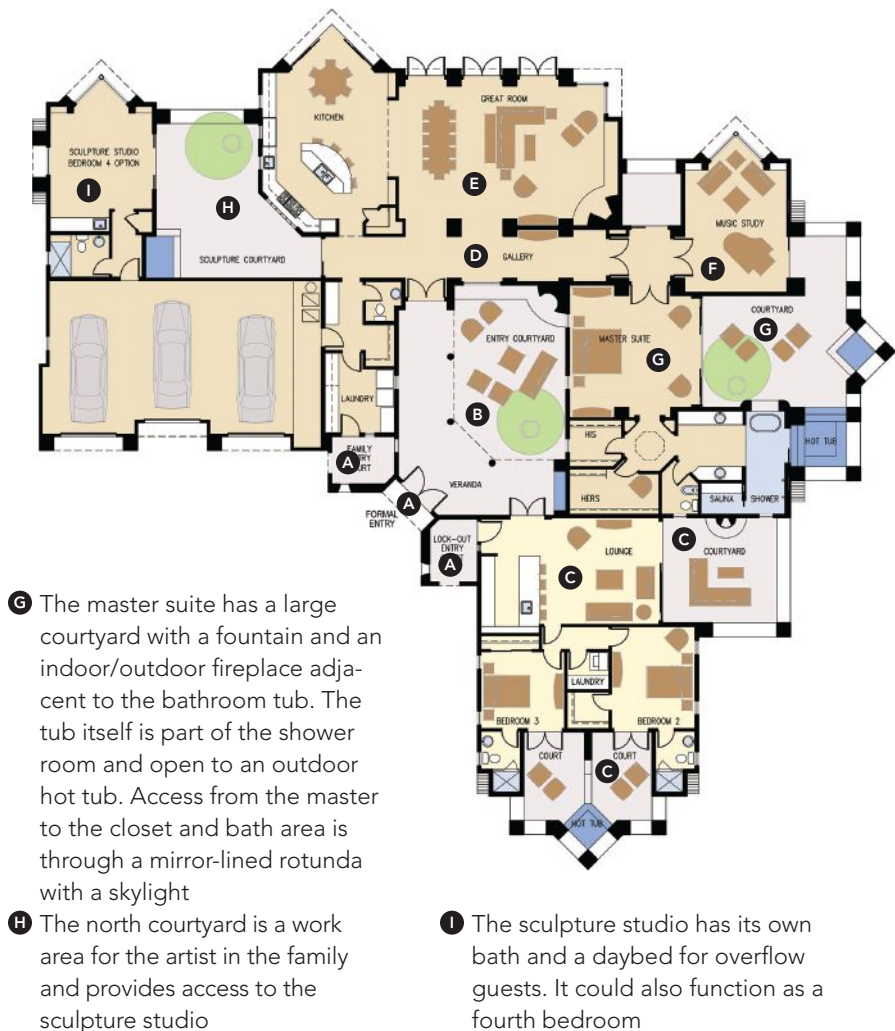 GREAT ROOM
KITCHEN
SCULPTURE STUDIO
BEDROOM 4 OPTION
I
E
H
MUSIC STUDY
D
GALLERY
F
SCULPTURE COURTYARD
COURTYARD
G
ENTRY COURTYARD
MASTER SUITE
G
LAUNDRY
B
HIS
HOT TUB
FAMILY
A
VERANDA
HERS
SAUNA
SHOWER
A
FORMAL
ENTRY
LOCK-OUT
ENTRY
A
LOUNGE
C
COURTYARD
C
LAUNDRY
BEDROOM 3
BEDROOM 2
COURT
COURT
C
HOT TUB
G The master suite has a large
courtyard with a fountain and an
indoor/outdoor fireplace adja-
cent to the bathroom tub. The
tub itself is part of the shower
room and open to an outdoor
hot tub. Access from the master
to the closet and bath area is
through a mirror-lined rotunda
with a skylight
H The north courtyard is a work
area for the artist in the family
and provides access to the
sculpture studio
I The sculpture studio has its own
bath and a daybed for overflow
guests. It could also function as a
fourth bedroom